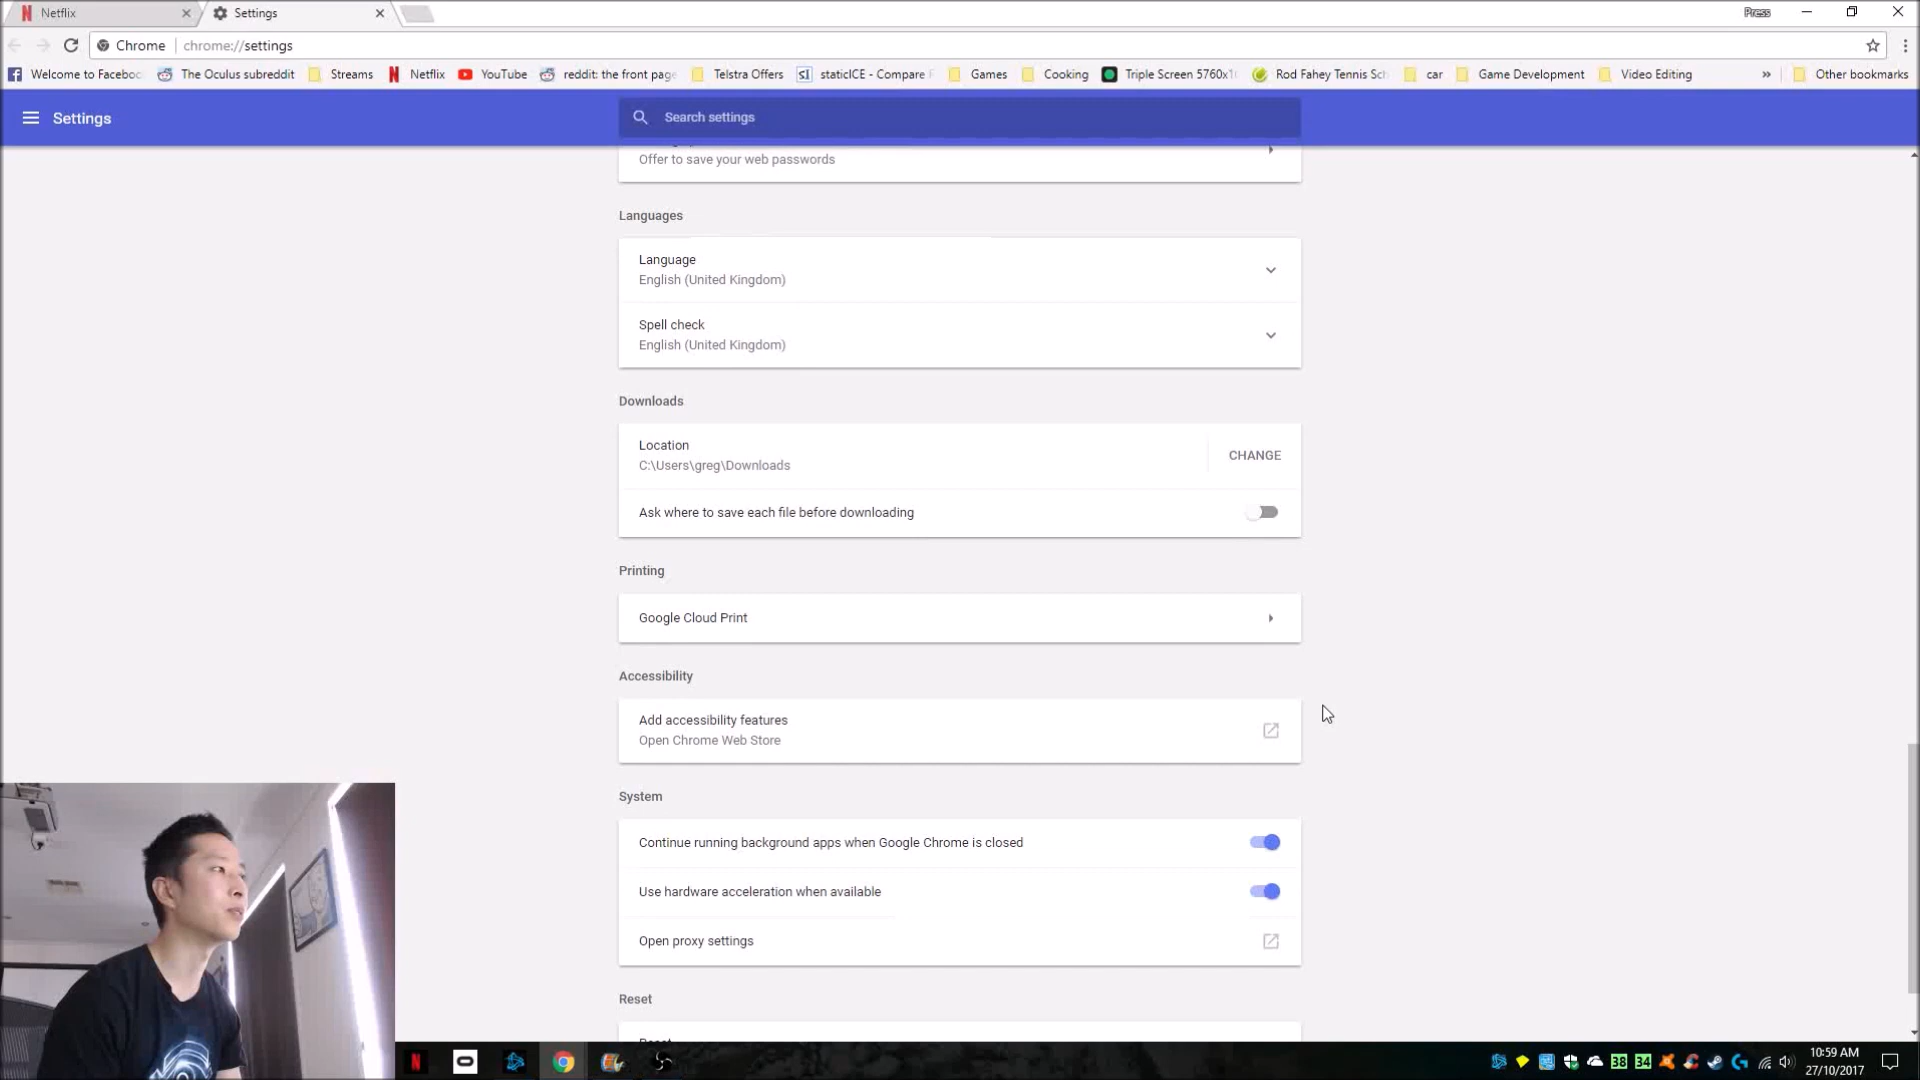 Netflix
Settings
Press
Chrome
chrome://settings
Welcome to Faceboo
The Oculus subreddit
Streams
Netflix
YouTube
reddit: the front page
Telstra Offers
staticICE - Compare
Games
Cooking
Triple Screen 5760x1
Rod Fahey Tennis Sch
car
Game Development
Video Editing
»
Other bookmarks
Settings
Search settings
Offer to save your web passwords
Languages
Language
English (United Kingdom)
Spell check
English (United Kingdom)
Downloads
Location
C:\Users\greg\Downloads
CHANGE
Ask where to save each file before downloading
Printing
Google Cloud Print
Accessibility
Add accessibility features
Open Chrome Web Store
System
Continue running background apps when Google Chrome is closed
Use hardware acceleration when available
Open proxy settings
Reset
38
34
10:59 AM
27/10/2017